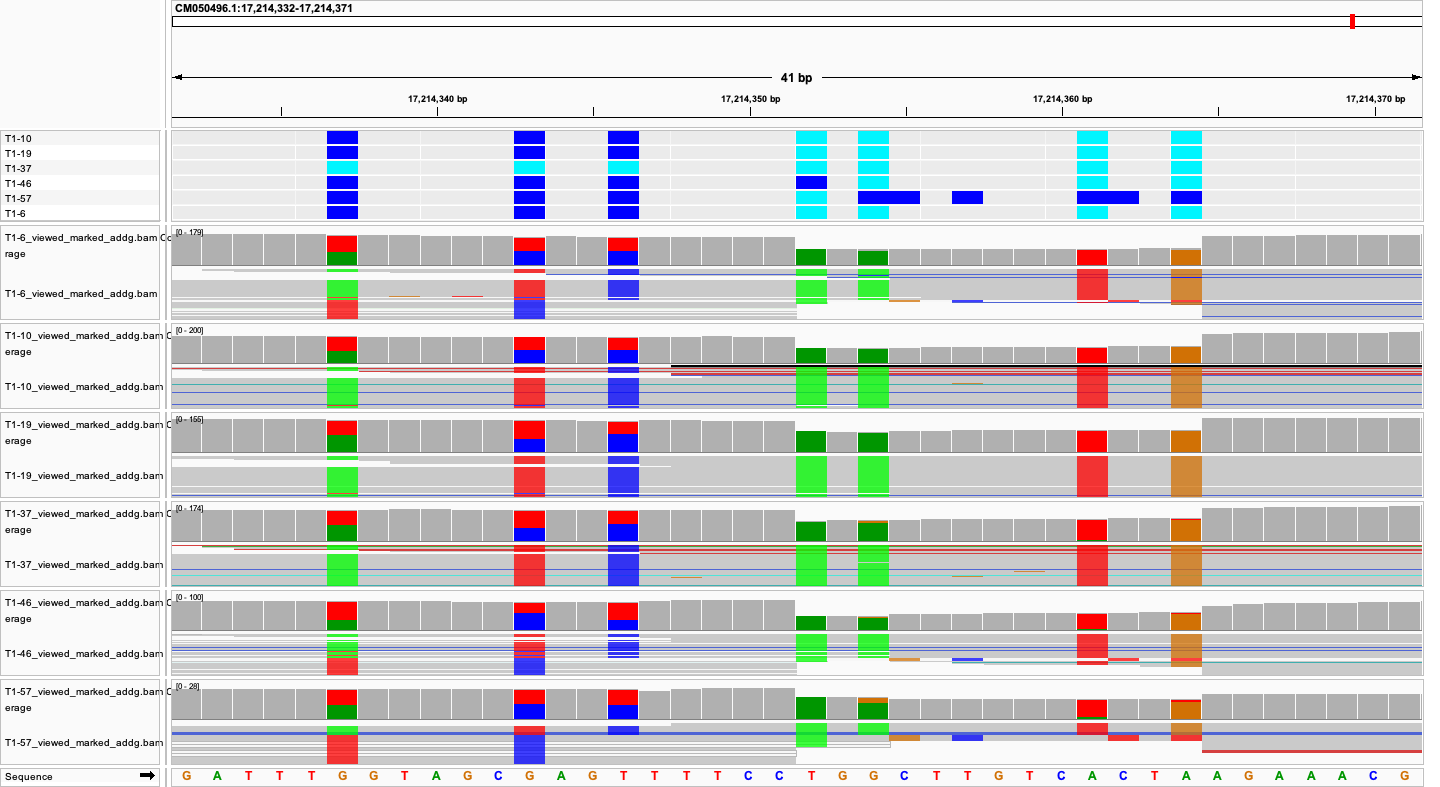 CM050496.1:17,214,332-17,214,371
41 bp
17,214,340 bp 17,214,350 bp 17,214,360 bp 17,214,370 bp
T1-10
T1-19
T1-37
T1-46
T1-57
T1-6
T1-6_viewed_marked_addg.bam Co
rage
[0 - 179]
T1-6_viewed_marked_addg.bam
T1-10_viewed_marked_addg.bam C
erage
[0 - 200]
T1-10_viewed_marked_addg.bam
T1-19_viewed_marked_addg.bam C
erage
[0 - 155]
T1-19_viewed_marked_addg.bam
T1-37_viewed_marked_addg.bam C
erage
[0 - 174]
T1-37_viewed_marked_addg.bam
T1-46_viewed_marked_addg.bam C
erage
[0 - 100]
T1-46_viewed_marked_addg.bam
T1-57_viewed_marked_addg.bam C
erage
[0 - 28]
T1-57_viewed_marked_addg.bam
Sequence G A T T T G G T A G C G A G T T T T C C T G G C T T G T C A C T A A G A A A C G